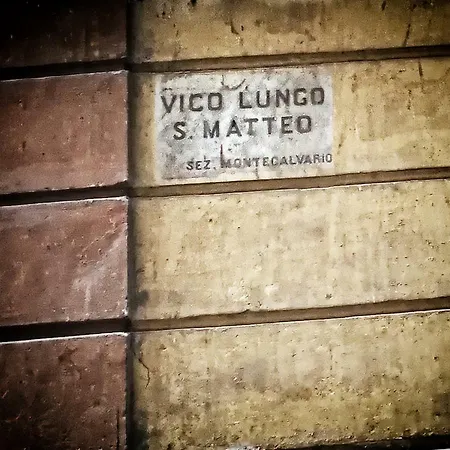 VICO LUNGO
S. MATTEO
SEZ. MONTECALVARIO